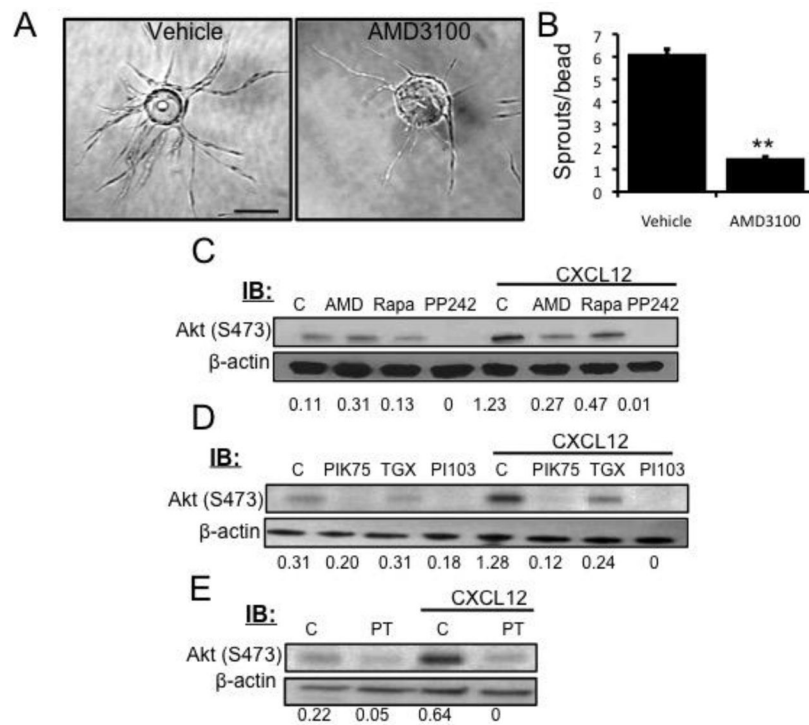 A
Vehicle
AMD3100
B
Sprouts/bead
7
6
5
4
3
2
1
0
**
Vehicle
AMD3100
C
CXCL12
IB:
C AMD Rapa PP242 C AMD Rapa PP242
Akt (S473)
β-actin
0.11 0.31 0.13 0 1.23 0.27 0.47 0.01
D
CXCL12
IB:
C PIK75 TGX PI103 C PIK75 TGX PI103
Akt (S473)
β-actin
0.31 0.20 0.31 0.18 1.28 0.12 0.24 0
E
CXCL12
IB:
C PT C PT
Akt (S473)
β-actin
0.22 0.05 0.64 0